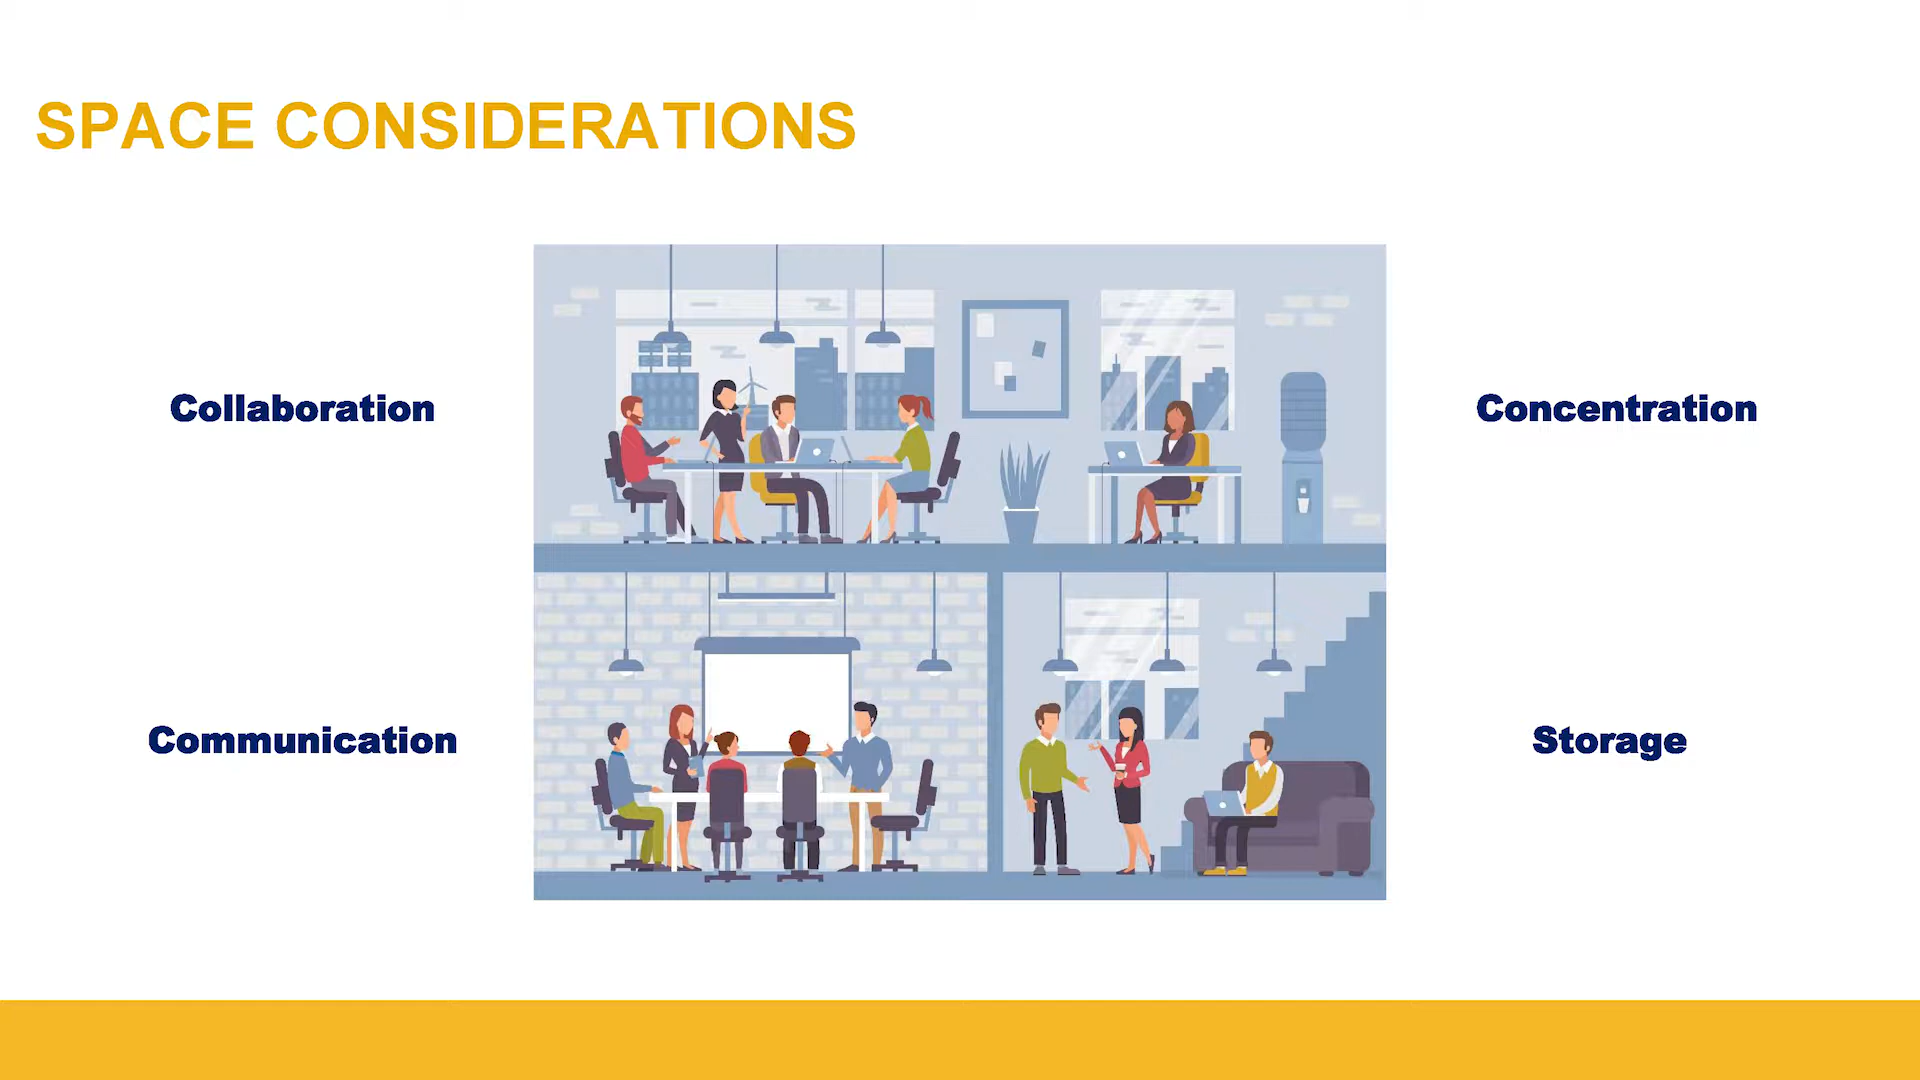 SPACE CONSIDERATIONS
Collaboration
Concentration
Communication
Storage